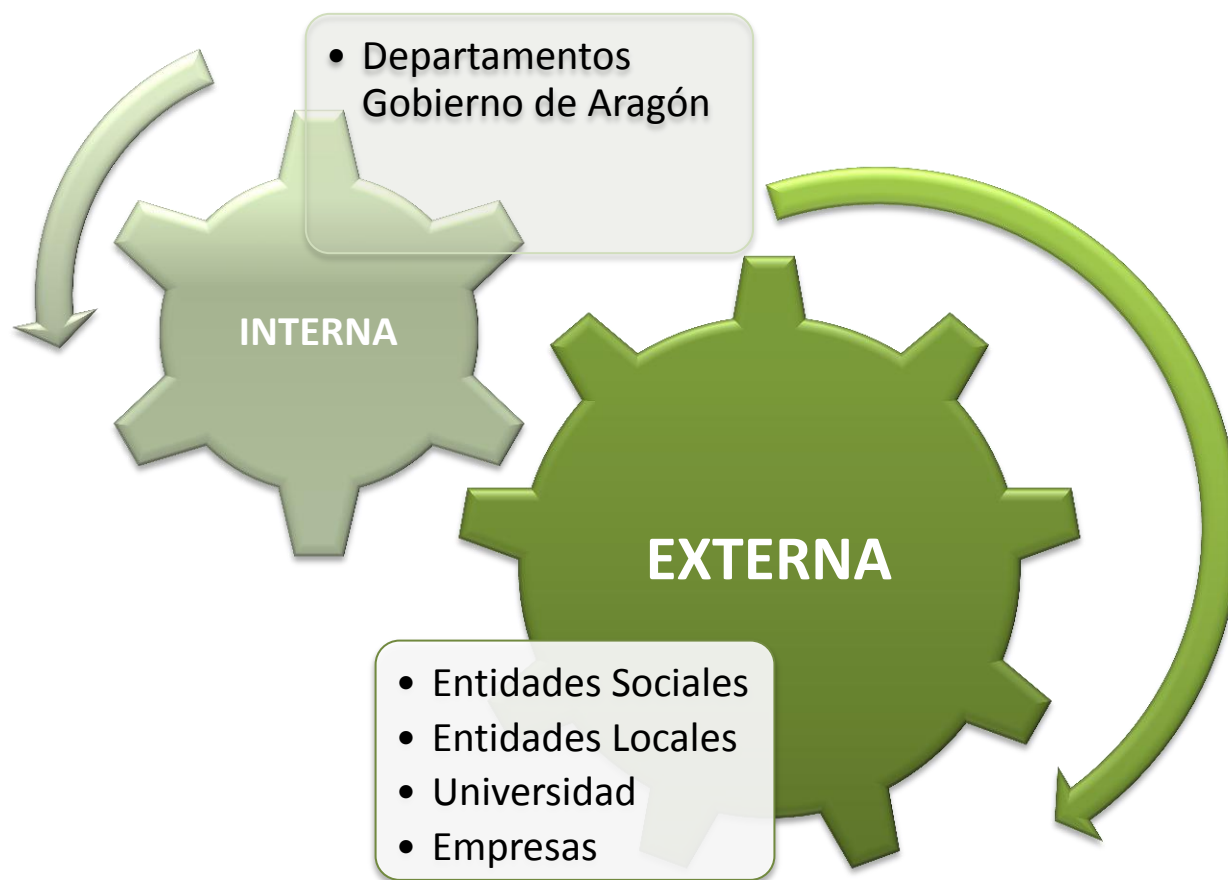 • Departamentos
Gobierno de Aragón
INTERNA
EXTERNA
• Entidades Sociales
• Entidades Locales
• Universidad
• Empresas